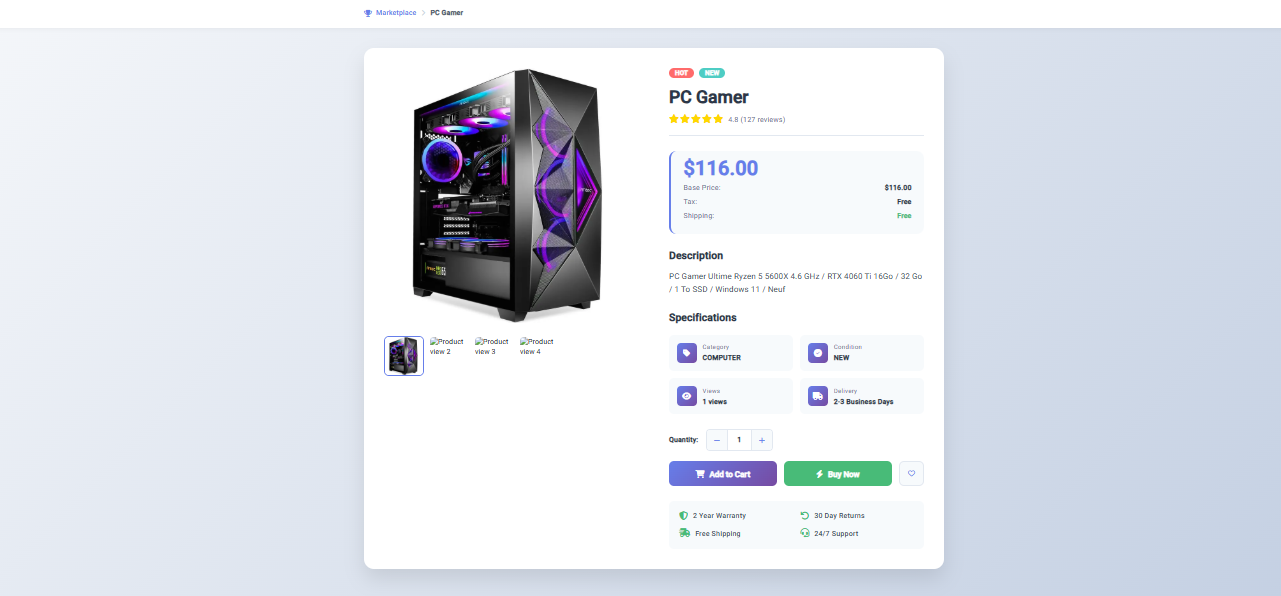 Marketplace > PC Gamer
HOT NEW
PC Gamer
4.8 (127 reviews)
$116.00
Base Price: $116.00
Tax: Free
Shipping: Free
Description
PC Gamer Ultime Ryzen 5 5600X 4.6 GHz / RTX 4060 Ti 16Go / 32 Go
/ 1 To SSD / Windows 11 / Neuf
Specifications
Category
COMPUTER
Condition
NEW
Views
1 views
Delivery
2-3 Business Days
Quantity: − 1 +
Add to Cart
Buy Now
2 Year Warranty
30 Day Returns
Free Shipping
24/7 Support
Product
view 2
Product
view 3
Product
view 4